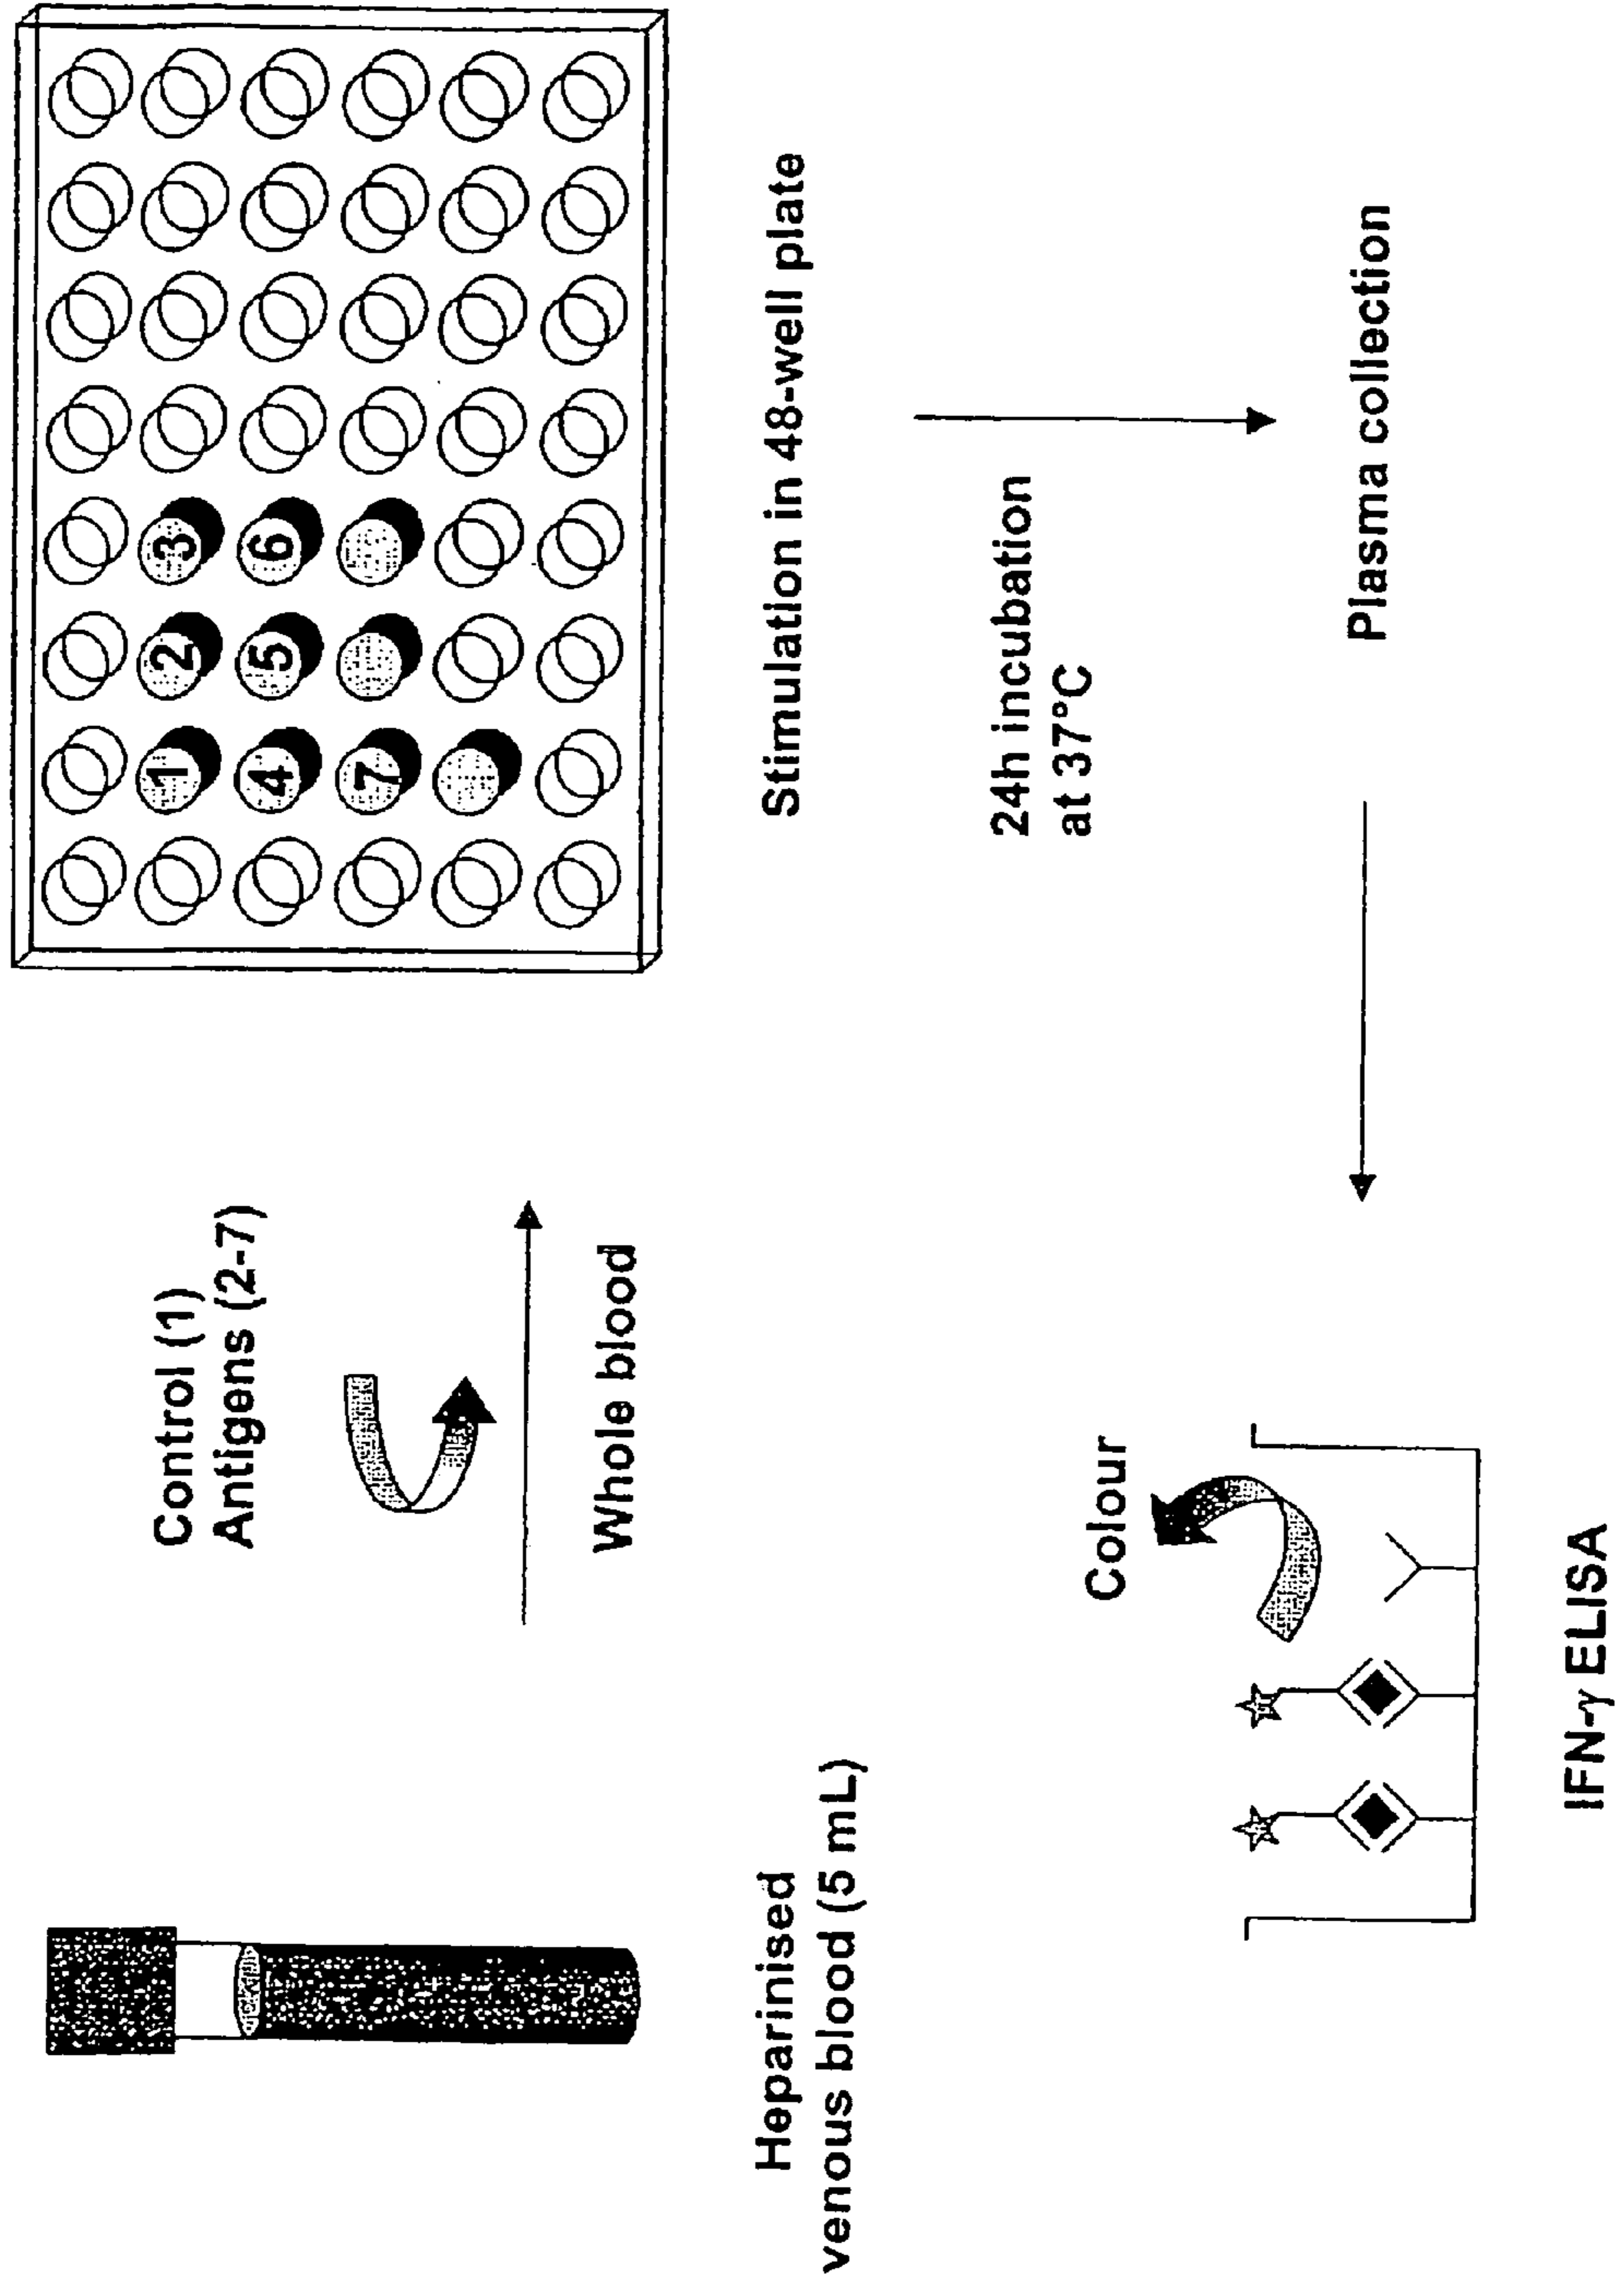 Control (1)
Antigens (2-7)
Whole blood
Heparinised
venous blood (5 mL)
1 2 3
4 5 6
7
Stimulation in 48-well plate
24h incubation
at 37°C
Plasma collection
Colour
IFN-γ ELISA